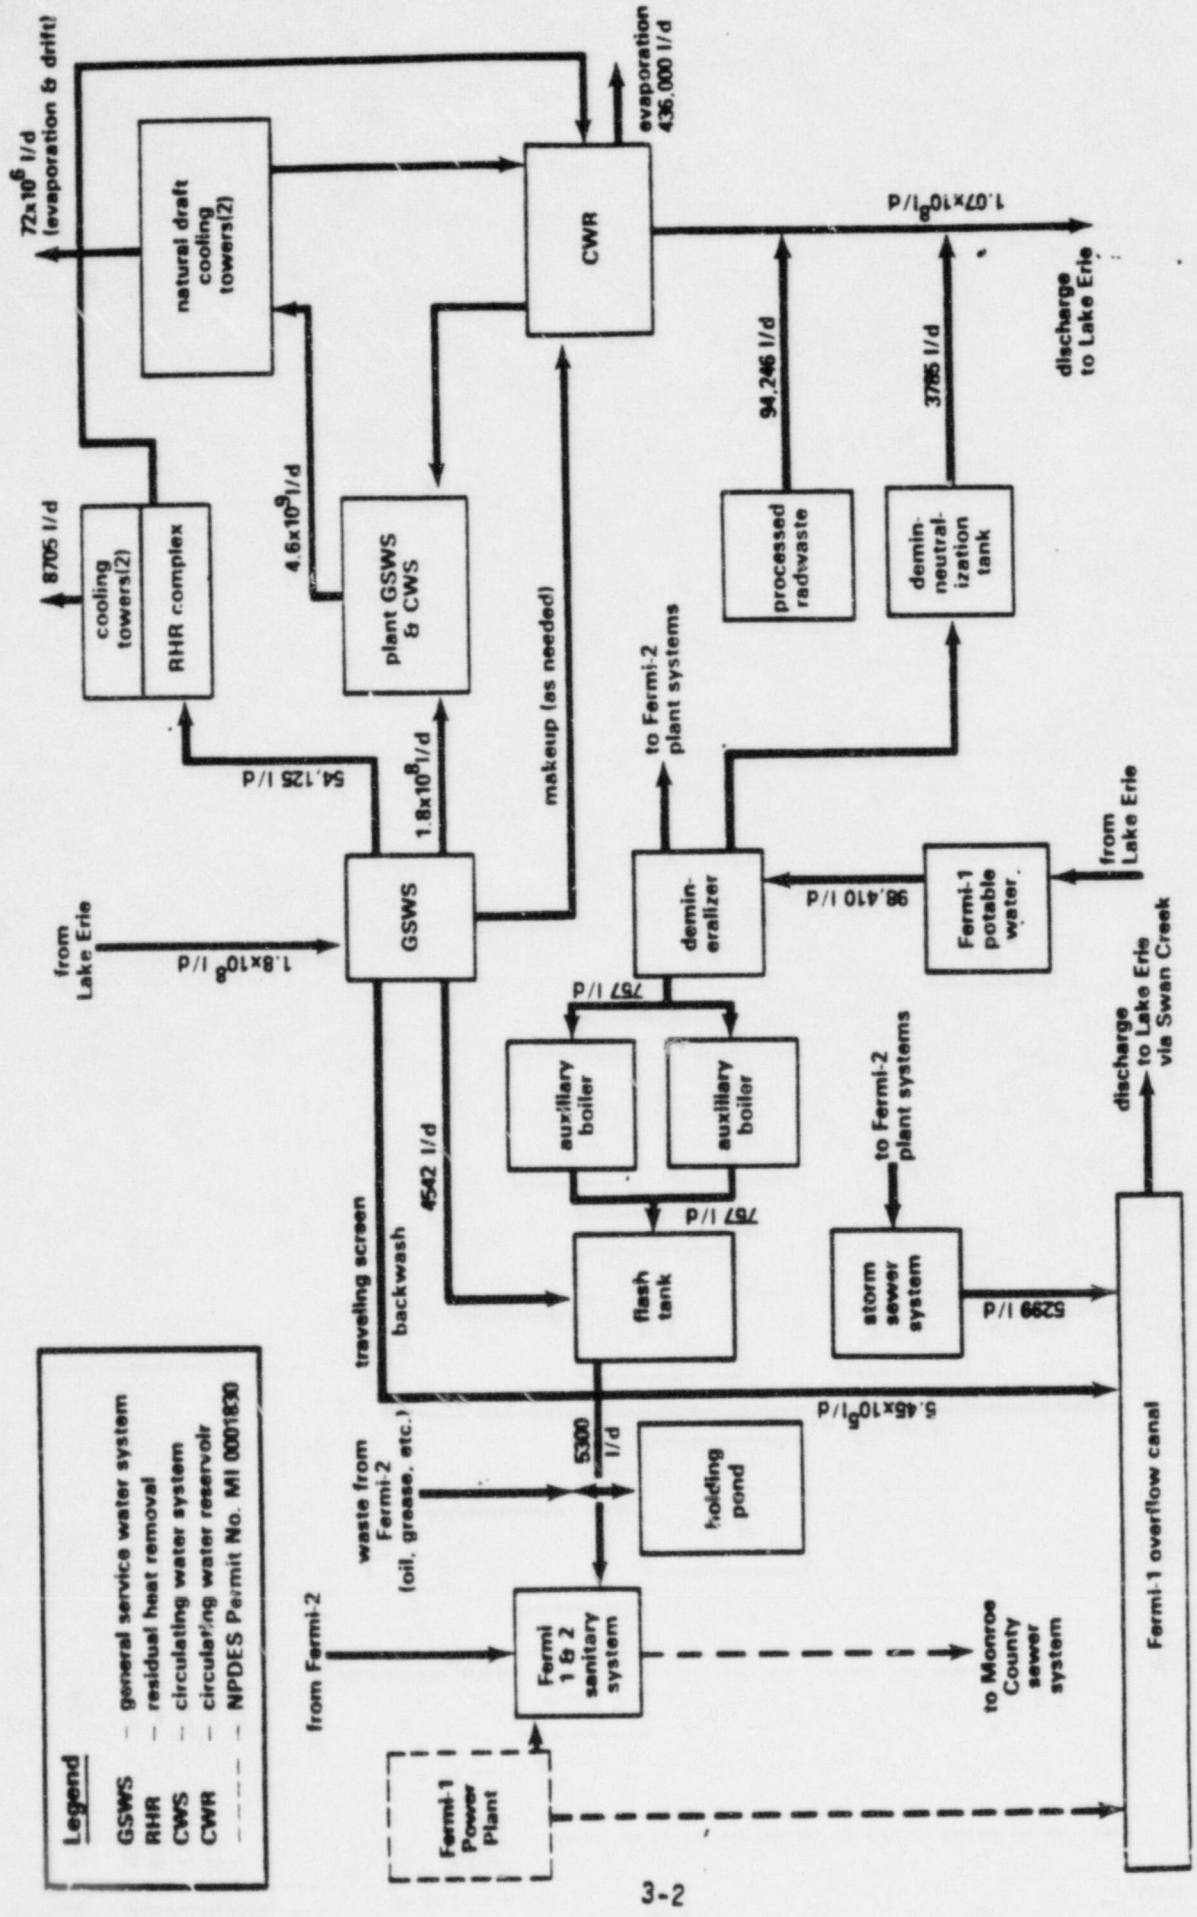 Legend
GSWS – general service water system
RHR – residual heat removal
CWS – circulating water system
CWR – circulating water reservoir
– NPDES Permit No. MI 0001830
72x10⁶ l/d
(evaporation & drift)
natural draft
cooling
towers(2)
8705 l/d
cooling
towers(2)
RHR complex
54,125 l/d
4.6x10⁹ l/d
plant GSWS
& CWS
1.8x10⁸ l/d
from
Lake Erie
1.8x10⁸ l/d
GSWS
makeup (as needed)
CWR
evaporation
436,000 l/d
1.07x10⁸ l/d
discharge
to Lake Erie
94,246 l/d
processed
radwaste
3785 l/d
demin-
neutral-
ization
tank
to Fermi-2
plant systems
demin-
eralizer
98,410 l/d
Fermi-1
potable
water
from
Lake Erie
757 l/d
auxiliary
boiler
auxiliary
boiler
757 l/d
4542 l/d
flash
tank
traveling screen
backwash
5.45x10⁵ l/d
5300
l/d
waste from
Fermi-2
(oil, grease, etc.)
holding
pond
from Fermi-2
Fermi
1 & 2
sanitary
system
Fermi-1
Power
Plant
to Monroe
County
sewer
system
to Fermi-2
plant systems
storm
sewer
system
5299 l/d
Fermi-1 overflow canal
discharge
to Lake Erie
via Swan Creek
3-2